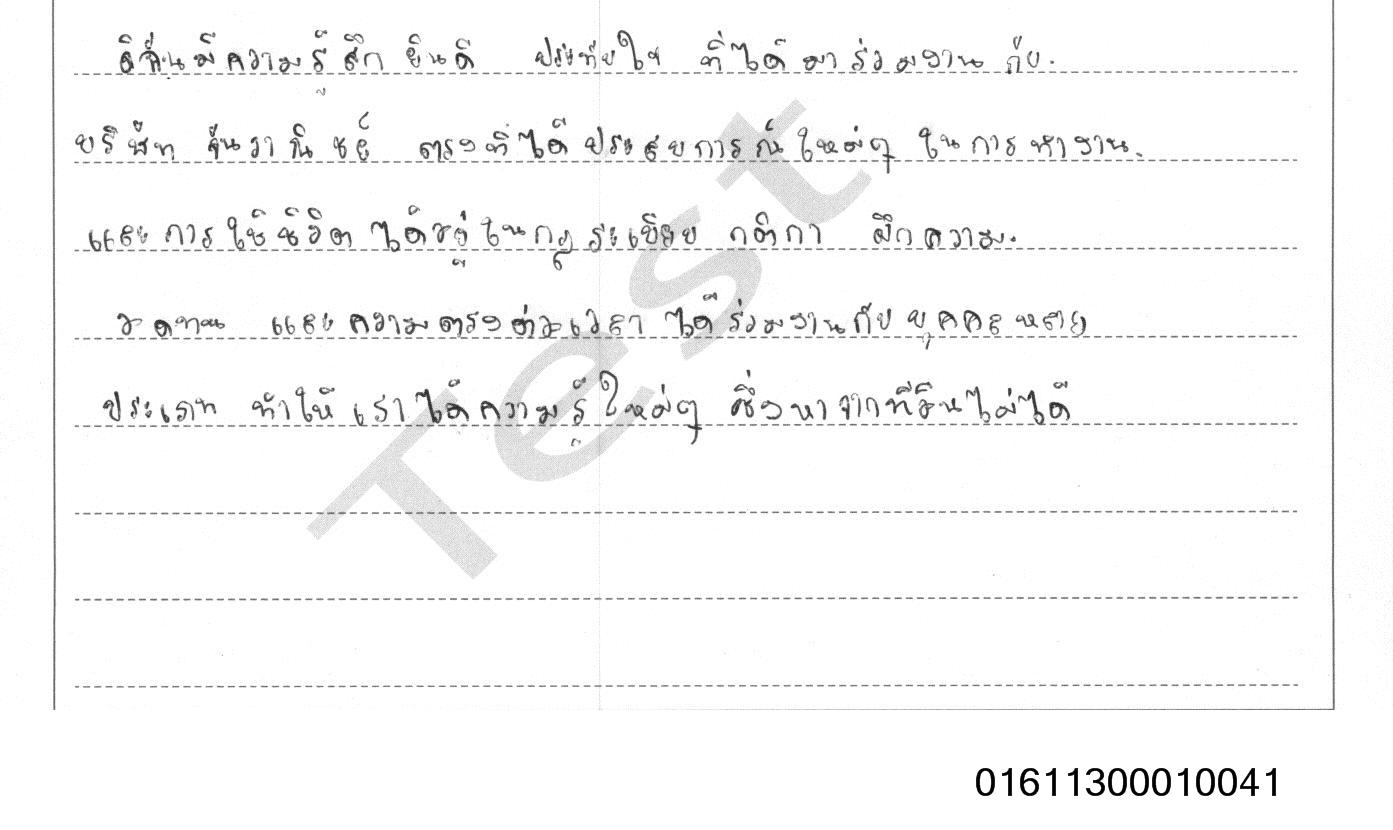 ดิฉันมีความรู้สึก ยินดี ประทับใจ ที่ได้มาร่วมงานกับ
บริษัท จันวาณิชย์ ตรงที่ได้ประสบการณ์ใหม่ๆ ในการทำงาน
และการใช้ชีวิต ได้อยู่ในกฎระเบียบ กติกา ฝึกความ
อดทน และความตรงต่อเวลา ได้ร่วมงานกับบุคคลหลาย
ประเภท ทำให้เราได้ความรู้ใหม่ๆ ซึ่งหาจากที่อื่นไม่ได้
Test
01611300010041